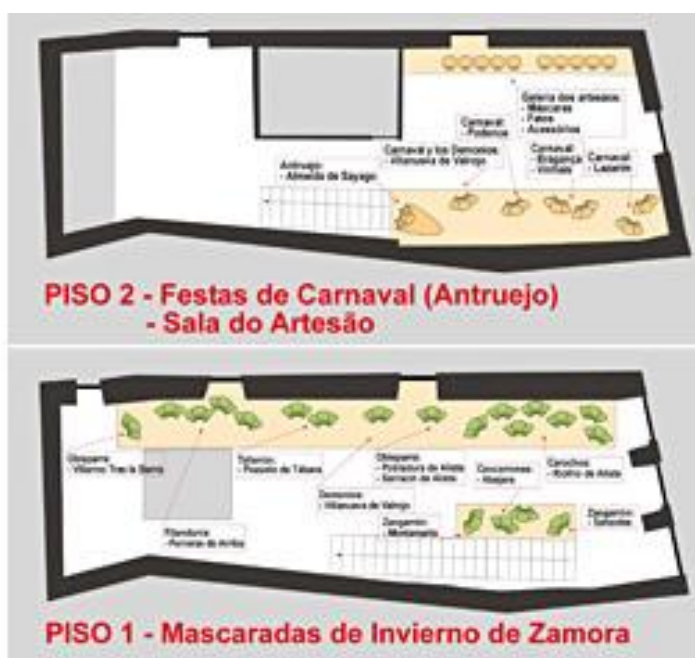 Galeria dos artesãos:
- Máscaras
- Fatos
- Acessórios
Carnaval:
- Podence
Carnaval y los Demonios:
- Villanueva de Valrojo
Carnaval:
- Bragança
- Vinhais
Carnaval:
- Lazarim
Antruejo:
- Almeida de Sayago
PISO 2 - Festas de Carnaval (Antruejo)
- Sala do Artesão
Obisparra:
- Villarino Tras la Sierra
Tafarrón:
- Pozuelo de Tábara
Obisparra:
- Pobladura de Aliste
- Sarracín de Aliste
Cencerrones:
- Abejera
Carochos:
- Riofrío de Aliste
Demonios:
- Villanueva de Valrojo
Filandorra:
- Ferreras de Arriba
Zangarrón:
- Montamarta
Zangarrón:
- Sanzoles
PISO 1 - Mascaradas de Invierno de Zamora